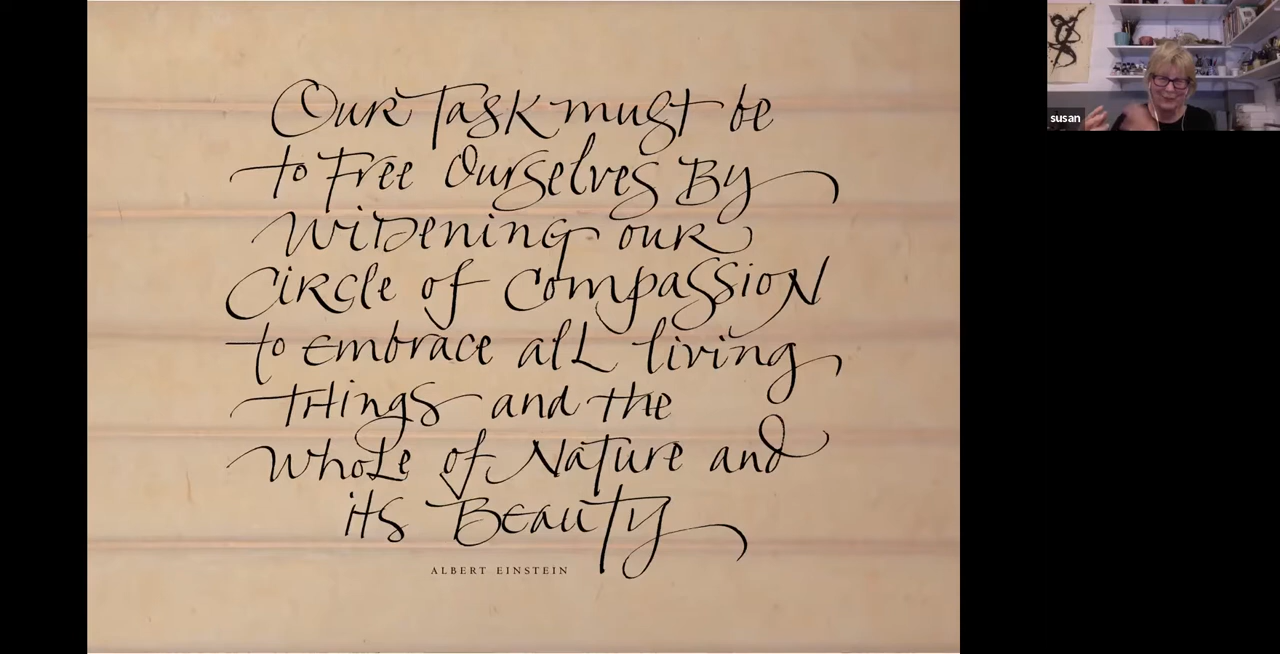 Our Task must be
to Free Ourselves By
Widening our
Circle of Compassion
to embrace alL living
THings and the
WhoLe of Nature and
its Beauty
ALBERT EINSTEIN
susan